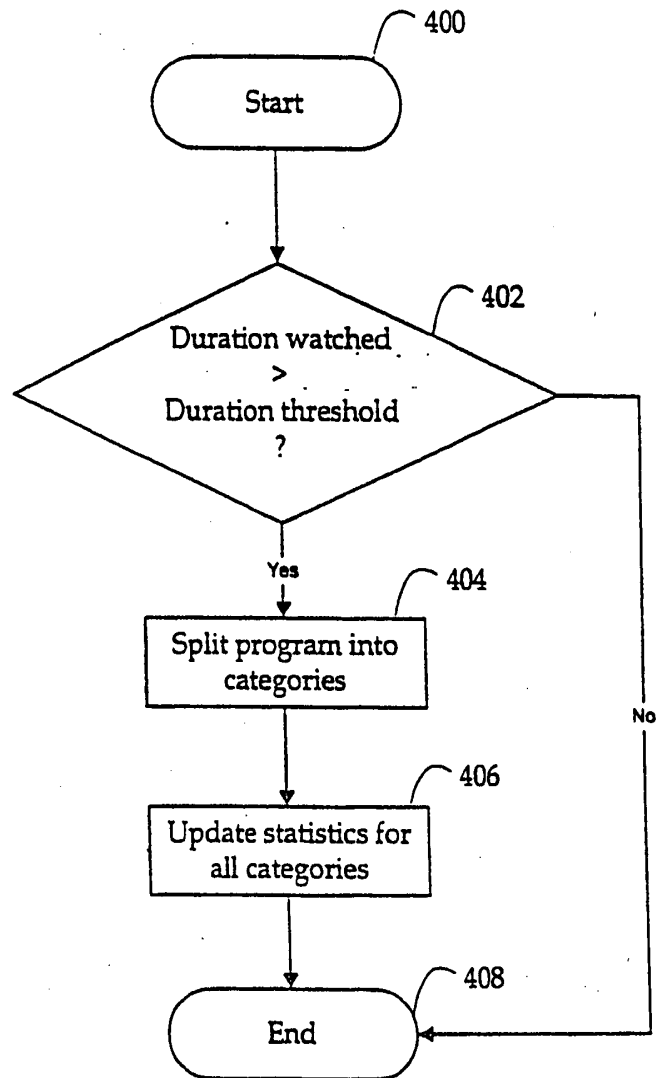 400
Start
402
Duration watched
>
Duration threshold
?
Yes
404
Split program into
categories
No
406
Update statistics for
all categories
408
End